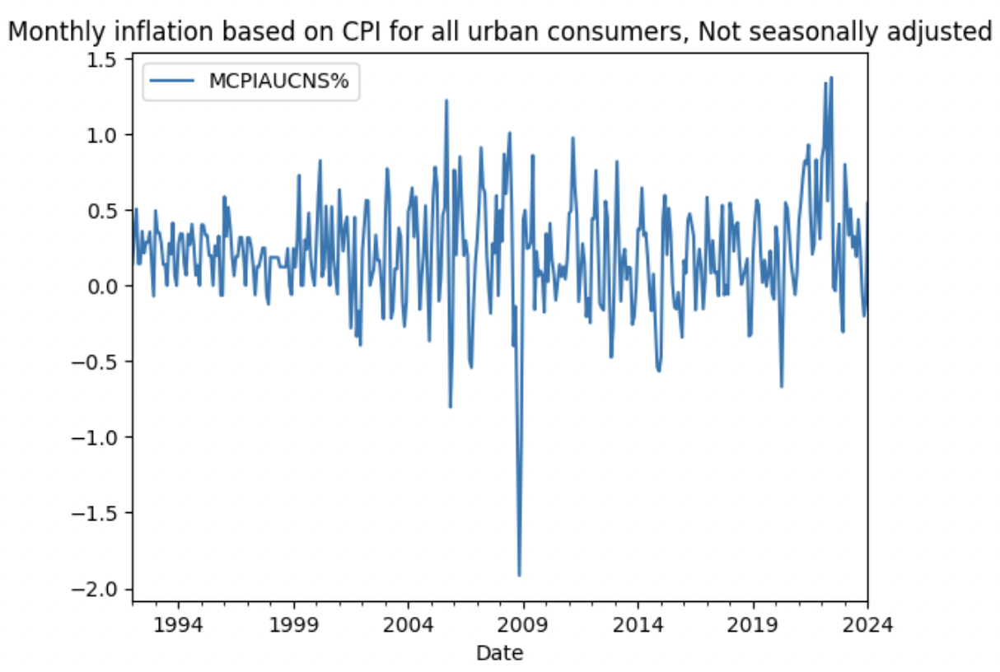 Monthly inflation based on CPI for all urban consumers, Not seasonally adjusted
MCPIAUCNS%
1.5
1.0
0.5
0.0
−0.5
−1.0
−1.5
−2.0
1994 1999 2004 2009 2014 2019 2024
Date